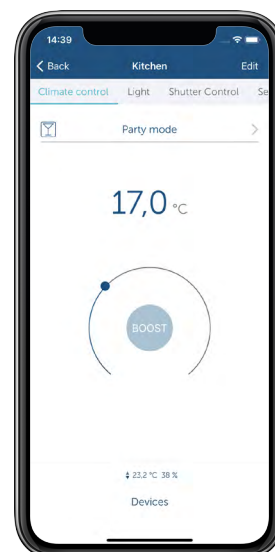 14:39
Back Kitchen Edit
Climate control Light Shutter Control Se
Party mode
17,0 °C
BOOST
23,2 °C 38 %
Devices